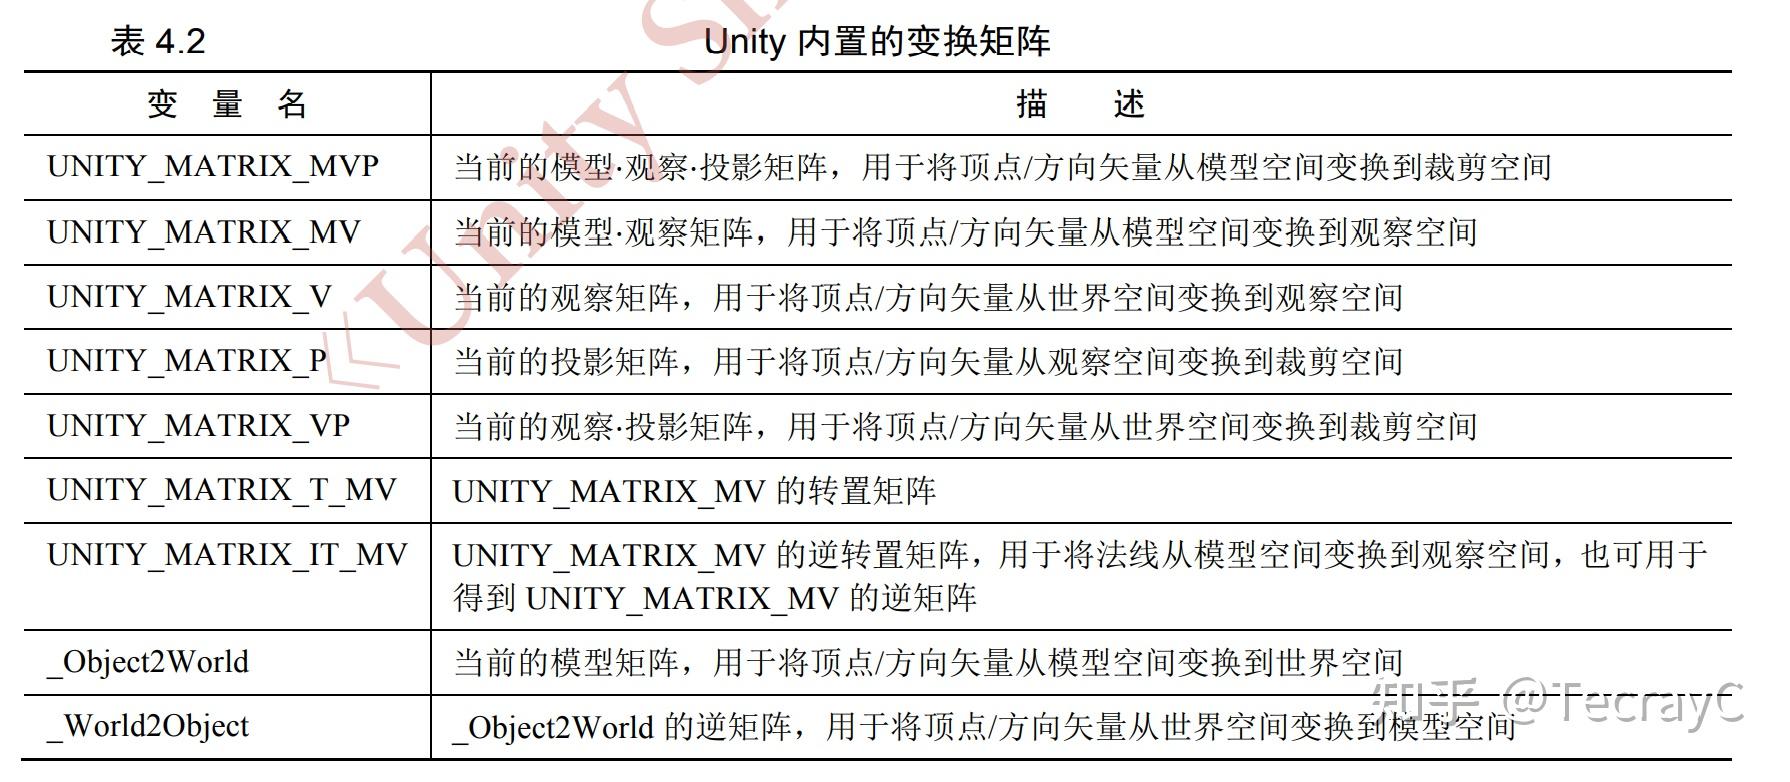 表 4.2 Unity 内置的变换矩阵
变 量 名 描 述
UNITY_MATRIX_MVP 当前的模型·观察·投影矩阵，用于将顶点/方向矢量从模型空间变换到裁剪空间
UNITY_MATRIX_MV 当前的模型·观察矩阵，用于将顶点/方向矢量从模型空间变换到观察空间
UNITY_MATRIX_V 当前的观察矩阵，用于将顶点/方向矢量从世界空间变换到观察空间
UNITY_MATRIX_P 当前的投影矩阵，用于将顶点/方向矢量从观察空间变换到裁剪空间
UNITY_MATRIX_VP 当前的观察·投影矩阵，用于将顶点/方向矢量从世界空间变换到裁剪空间
UNITY_MATRIX_T_MV UNITY_MATRIX_MV 的转置矩阵
UNITY_MATRIX_IT_MV UNITY_MATRIX_MV 的逆转置矩阵，用于将法线从模型空间变换到观察空间，也可用于
得到 UNITY_MATRIX_MV 的逆矩阵
_Object2World 当前的模型矩阵，用于将顶点/方向矢量从模型空间变换到世界空间
_World2Object _Object2World 的逆矩阵，用于将顶点/方向矢量从世界空间变换到模型空间
《Unity
知乎 @TecrayC